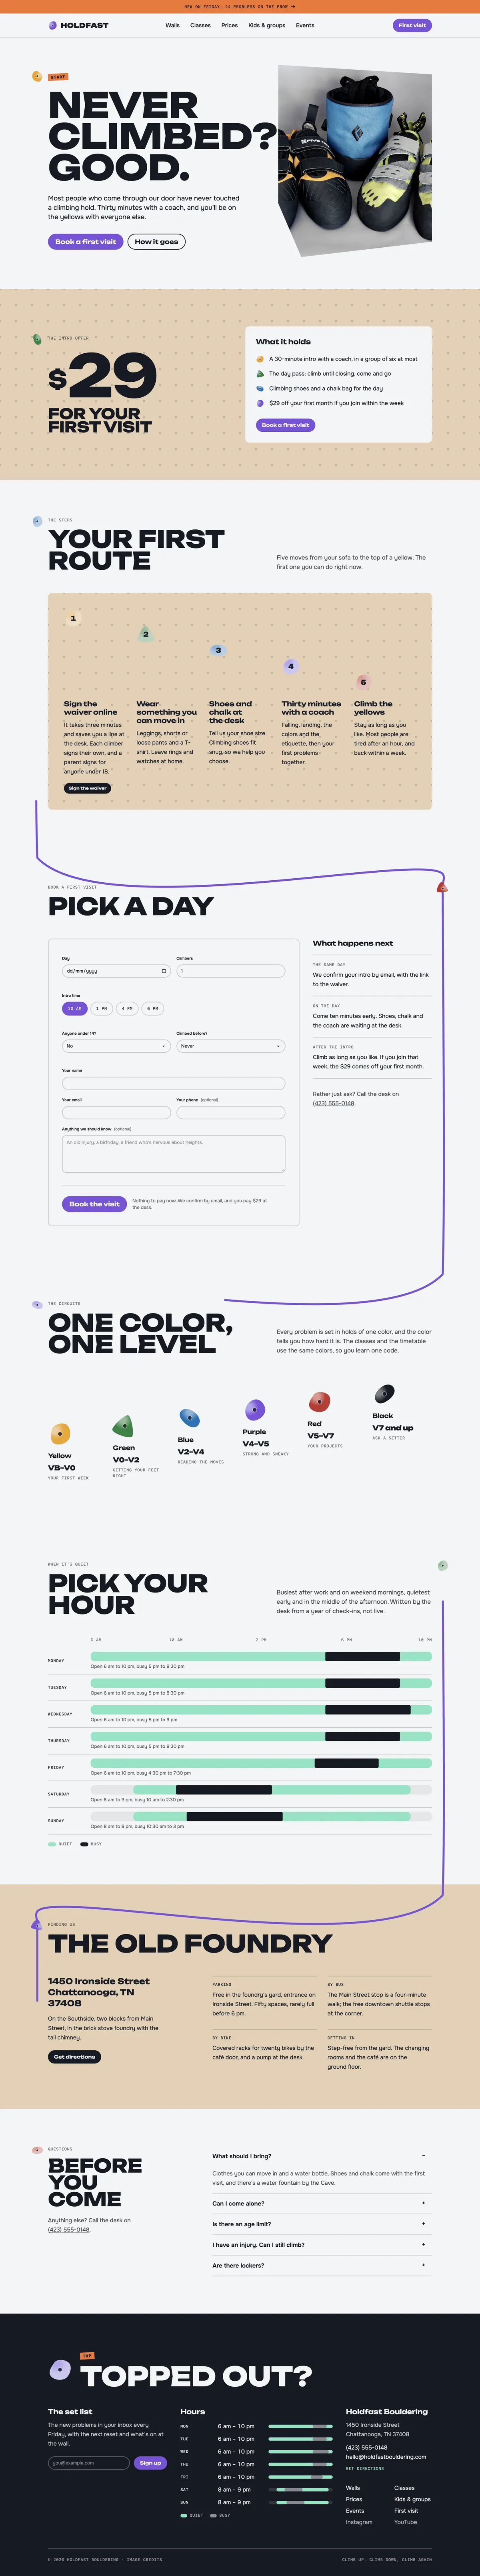 NEW ON FRIDAY: 24 PROBLEMS ON THE PROW →
HOLDFAST
Walls
Classes
Prices
Kids & groups
Events
First visit
START
NEVER
CLIMBED?
GOOD.
Most people who come through our door have never touched
a climbing hold. Thirty minutes with a coach, and you'll be on
the yellows with everyone else.
Book a first visit
How it goes
THE INTRO OFFER
$29
FOR YOUR
FIRST VISIT
What it holds
A 30-minute intro with a coach, in a group of six at most
The day pass: climb until closing, come and go
Climbing shoes and a chalk bag for the day
$29 off your first month if you join within the week
Book a first visit
THE STEPS
YOUR FIRST
ROUTE
Five moves from your sofa to the top of a yellow. The
first one you can do right now.
1
2
3
4
5
Sign the
waiver online
It takes three minutes
and saves you a line at
the desk. Each climber
signs their own, and a
parent signs for
anyone under 18.
Sign the waiver
Wear
something you
can move in
Leggings, shorts or
loose pants and a T-
shirt. Leave rings and
watches at home.
Shoes and
chalk at
the desk
Tell us your shoe size.
Climbing shoes fit
snug, so we help you
choose.
Thirty minutes
with a coach
Falling, landing, the
colors and the
etiquette, then your
first problems
together.
Climb the
yellows
Stay as long as you
like. Most people are
tired after an hour, and
back within a week.
BOOK A FIRST VISIT
PICK A DAY
Day
dd/mm/yyyy
Climbers
1
Intro time
10 AM
1 PM
4 PM
6 PM
Anyone under 14?
No
Climbed before?
Never
Your name
Your email
Your phone (optional)
Anything we should know (optional)
An old injury, a birthday, a friend who's nervous about heights.
Book the visit
Nothing to pay now. We confirm by email, and you pay $29 at
the desk.
What happens next
THE SAME DAY
We confirm your intro by email, with the link
to the waiver.
ON THE DAY
Come ten minutes early. Shoes, chalk and
the coach are waiting at the desk.
AFTER THE INTRO
Climb as long as you like. If you join that
week, the $29 comes off your first month.
Rather just ask? Call the desk on
(423) 555-0148.
THE CIRCUITS
ONE COLOR,
ONE LEVEL
Every problem is set in holds of one color, and the color
tells you how hard it is. The classes and the timetable
use the same colors, so you learn one code.
Yellow
VB–V0
YOUR FIRST WEEK
Green
V0–V2
GETTING YOUR FEET
RIGHT
Blue
V2–V4
READING THE MOVES
Purple
V4–V5
STRONG AND SNEAKY
Red
V5–V7
YOUR PROJECTS
Black
V7 and up
ASK A SETTER
WHEN IT'S QUIET
PICK YOUR
HOUR
Busiest after work and on weekend mornings, quietest
early and in the middle of the afternoon. Written by the
desk from a year of check-ins, not live.
6 AM
10 AM
2 PM
6 PM
10 PM
MONDAY
Open 6 am to 10 pm, busy 5 pm to 8:30 pm
TUESDAY
Open 6 am to 10 pm, busy 5 pm to 8:30 pm
WEDNESDAY
Open 6 am to 10 pm, busy 5 pm to 9 pm
THURSDAY
Open 6 am to 10 pm, busy 5 pm to 8:30 pm
FRIDAY
Open 6 am to 10 pm, busy 4:30 pm to 7:30 pm
SATURDAY
Open 8 am to 9 pm, busy 10 am to 2:30 pm
SUNDAY
Open 8 am to 9 pm, busy 10:30 am to 3 pm
QUIET
BUSY
FINDING US
THE OLD FOUNDRY
1450 Ironside Street
Chattanooga, TN
37408
On the Southside, two blocks from Main
Street, in the brick stove foundry with the
tall chimney.
Get directions
PARKING
Free in the foundry's yard, entrance on
Ironside Street. Fifty spaces, rarely full
before 6 pm.
BY BUS
The Main Street stop is a four-minute
walk; the free downtown shuttle stops
at the corner.
BY BIKE
Covered racks for twenty bikes by the
café door, and a pump at the desk.
GETTING IN
Step-free from the yard. The changing
rooms and the café are on the
ground floor.
QUESTIONS
BEFORE
YOU
COME
Anything else? Call the desk on
(423) 555-0148.
What should I bring?
Clothes you can move in and a water bottle. Shoes and chalk come with the first
visit, and there's a water fountain by the Cave.
Can I come alone?
Is there an age limit?
I have an injury. Can I still climb?
Are there lockers?
TOP
TOPPED OUT?
The set list
The new problems in your inbox every
Friday, with the next reset and what's on at
the wall.
you@example.com
Sign up
Hours
MON 6 am – 10 pm
TUE 6 am – 10 pm
WED 6 am – 10 pm
THU 6 am – 10 pm
FRI 6 am – 10 pm
SAT 8 am – 9 pm
SUN 8 am – 9 pm
QUIET
BUSY
Holdfast Bouldering
1450 Ironside Street
Chattanooga, TN 37408
(423) 555-0148
hello@holdfastbouldering.com
GET DIRECTIONS
Walls
Classes
Prices
Kids & groups
Events
First visit
Instagram
YouTube
© 2026 HOLDFAST BOULDERING · IMAGE CREDITS
CLIMB UP, CLIMB DOWN, CLIMB AGAIN